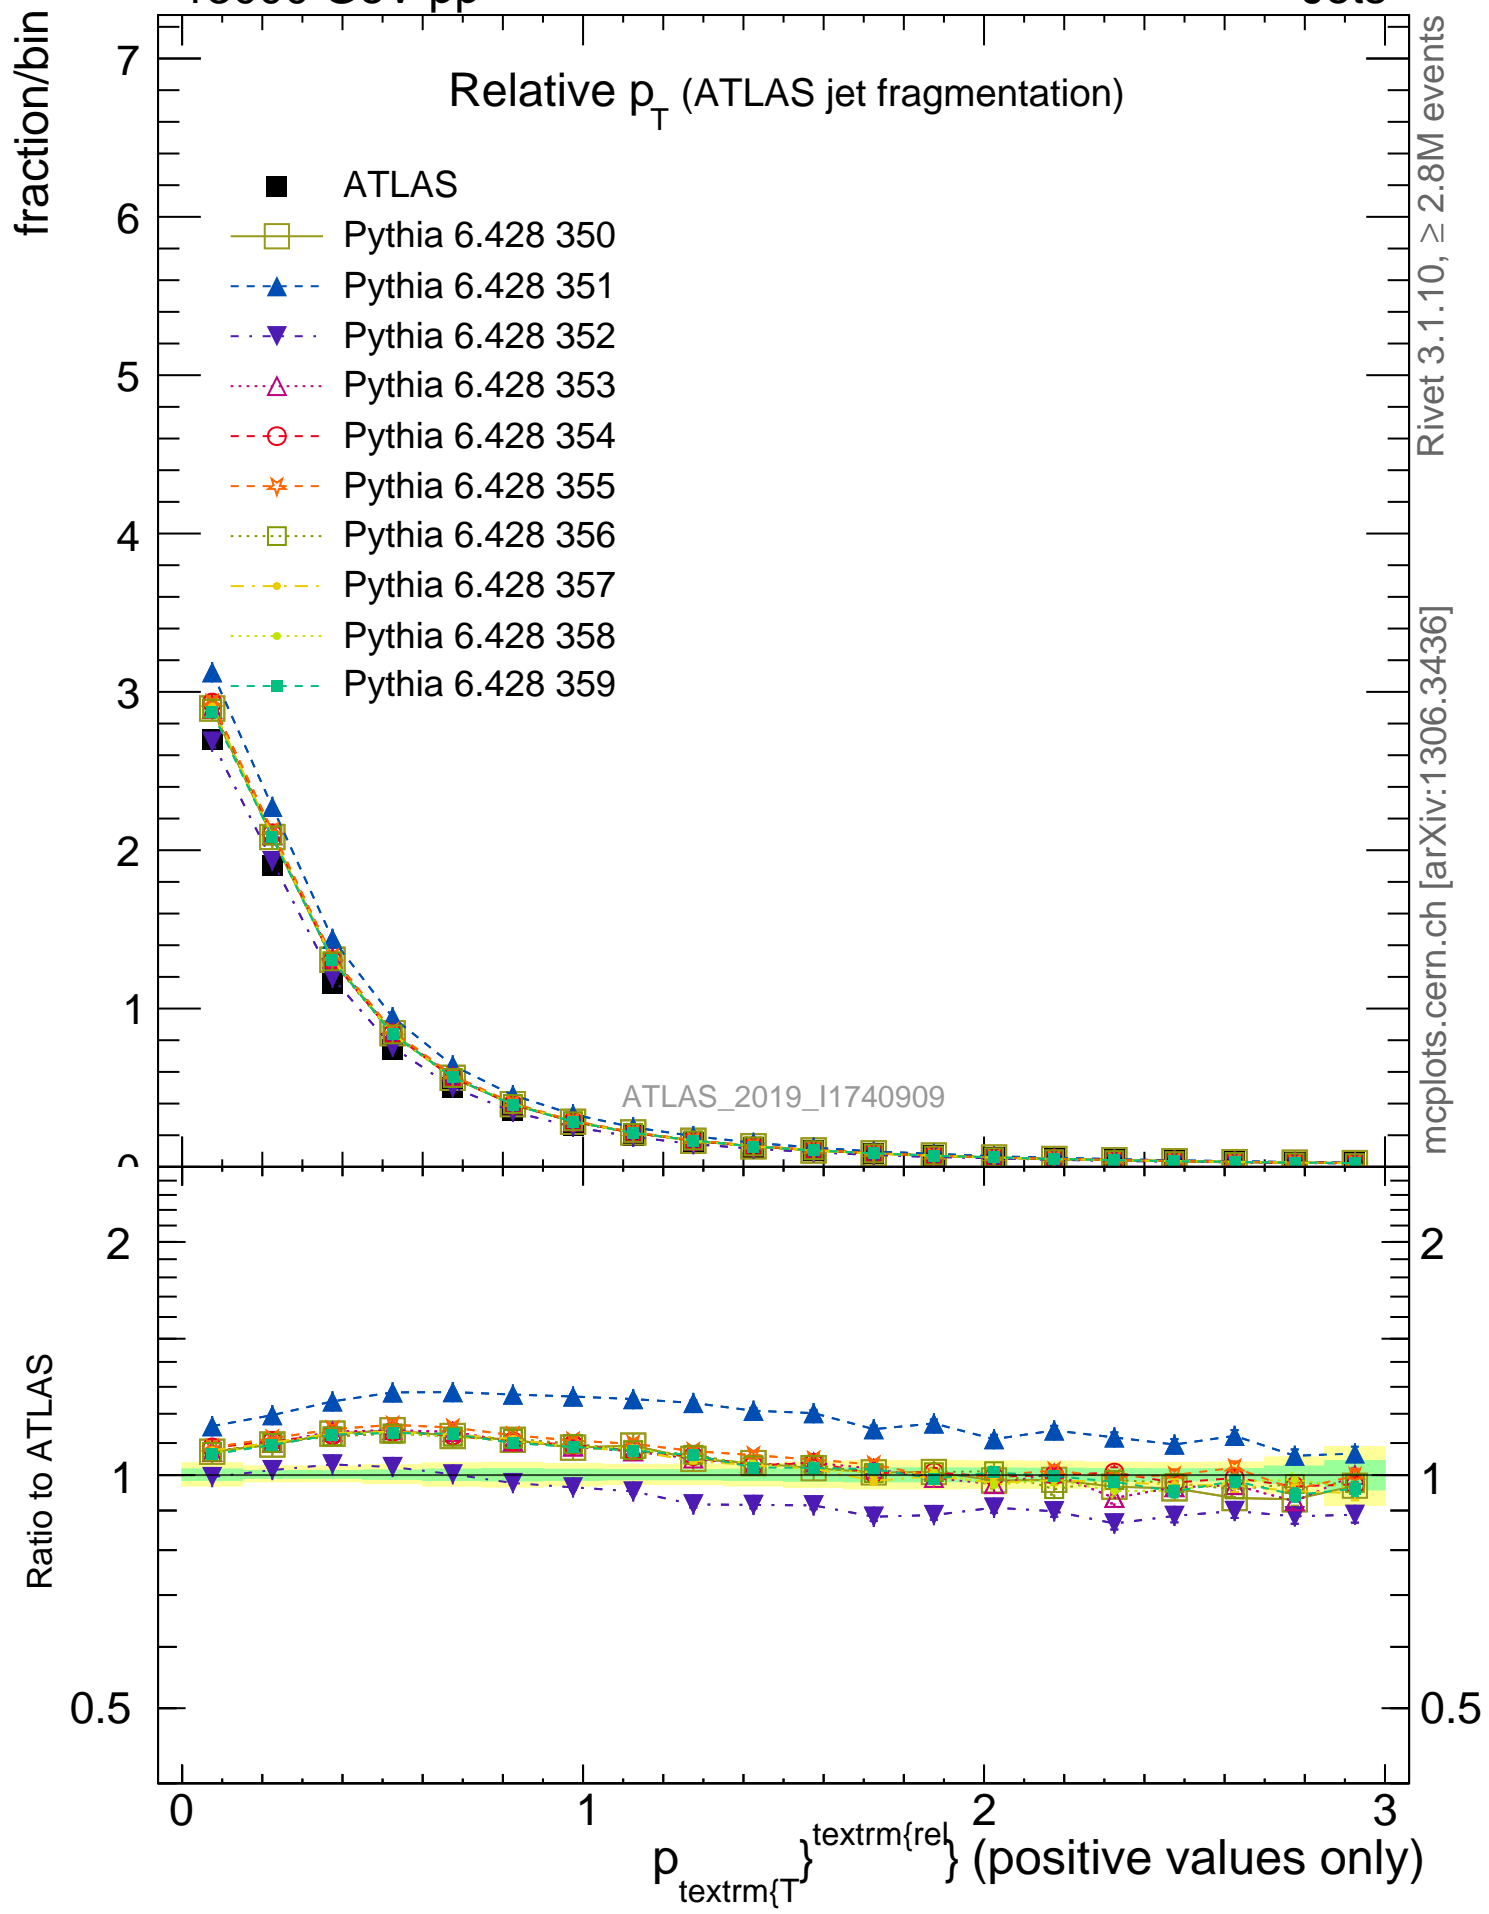 fraction/bin
7
6
5
4
3
2
1
0
Relative p_T (ATLAS jet fragmentation)
ATLAS
Pythia 6.428 350
Pythia 6.428 351
Pythia 6.428 352
Pythia 6.428 353
Pythia 6.428 354
Pythia 6.428 355
Pythia 6.428 356
Pythia 6.428 357
Pythia 6.428 358
Pythia 6.428 359
ATLAS_2019_I1740909
Rivet 3.1.10, ≥ 2.8M events
mcplots.cern.ch [arXiv:1306.3436]
Ratio to ATLAS
2
1
0.5
2
1
0.5
0
1
2
3
p_textrm{T}^textrm{rel} (positive values only)